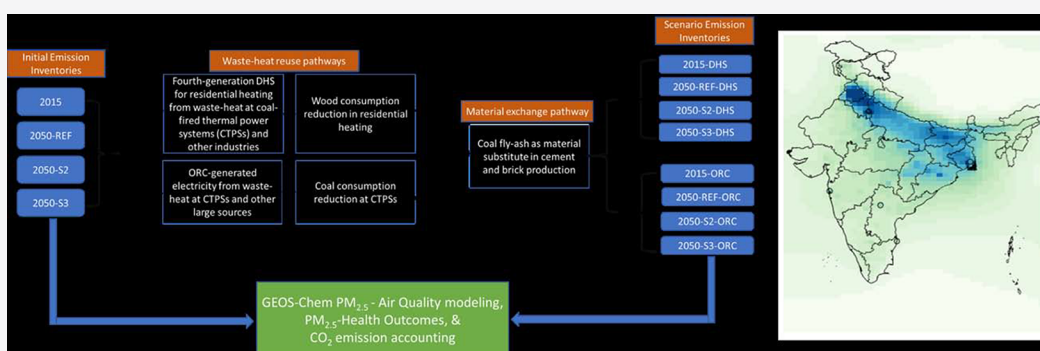 Initial Emission
Inventories
2015
2050-REF
2050-S2
2050-S3
Waste-heat reuse pathways
Fourth-generation DHS
for residential heating
from waste-heat at coal-
fired thermal power
systems (CTPSs) and
other industries
Wood consumption
reduction in residential
heating
ORC-generated
electricity from waste-
heat at CTPSs and other
large sources
Coal consumption
reduction at CTPSs
Material exchange pathway
Coal fly-ash as material
substitute in cement
and brick production
Scenario Emission
Inventories
2015-DHS
2050-REF-DHS
2050-S2-DHS
2050-S3-DHS
2015-ORC
2050-REF-ORC
2050-S2-ORC
2050-S3-ORC
GEOS-Chem PM2.5 - Air Quality modeling,
PM2.5-Health Outcomes, &
CO2 emission accounting